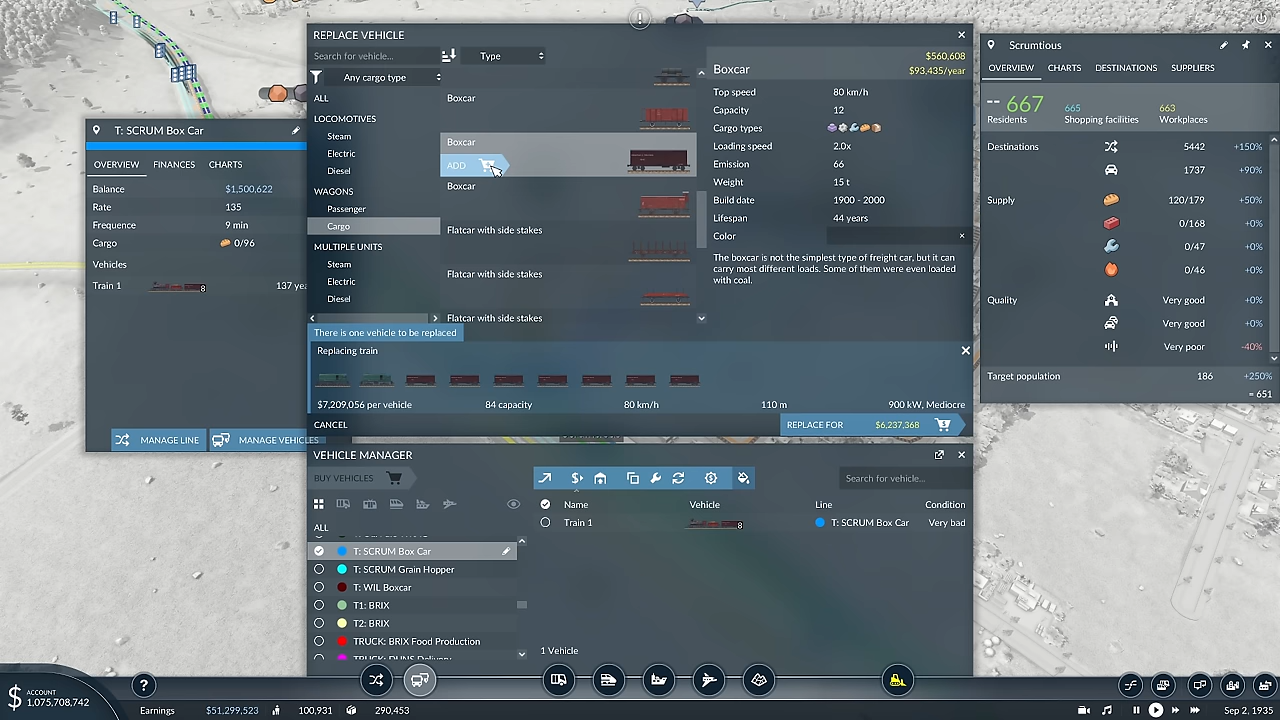 REPLACE VEHICLE
Search for vehicle...
Type
Any cargo type
ALL
LOCOMOTIVES
Steam
Electric
Diesel
WAGONS
Passenger
Cargo
MULTIPLE UNITS
Steam
Electric
Diesel
Boxcar
Boxcar
ADD
Boxcar
Flatcar with side stakes
Flatcar with side stakes
Flatcar with side stakes
Boxcar
$560,608
$93,435/year
Top speed 80 km/h
Capacity 12
Cargo types
Loading speed 2.0x
Emission 66
Weight 15 t
Build date 1900 - 2000
Lifespan 44 years
Color
The boxcar is not the simplest type of freight car, but it can
carry most different loads. Some of them were even loaded
with coal.
There is one vehicle to be replaced
Replacing train
$7,209,056 per vehicle 84 capacity 80 km/h 110 m 900 kW, Mediocre
CANCEL
REPLACE FOR $6,237,368
T: SCRUM Box Car
OVERVIEW FINANCES CHARTS
Balance $1,500,622
Rate 135
Frequence 9 min
Cargo 0/96
Vehicles
Train 1 8 137 yea
MANAGE LINE MANAGE VEHICLES
Scrumtious
OVERVIEW CHARTS DESTINATIONS SUPPLIERS
-- 667
Residents
665
Shopping facilities
663
Workplaces
Destinations 5442 +150%
1737 +90%
Supply 120/179 +50%
0/168 +0%
0/47 +0%
0/46 +0%
Quality Very good +0%
Very good +0%
Very poor -40%
Target population 186 +250%
= 651
VEHICLE MANAGER
BUY VEHICLES
Search for vehicle...
ALL
T: SCRUM Box Car
T: SCRUM Grain Hopper
T: WIL Boxcar
T1: BRIX
T2: BRIX
TRUCK: BRIX Food Production
Name Vehicle Line Condition
Train 1 8 T: SCRUM Box Car Very bad
1 Vehicle
$ ACCOUNT
1.075.708,742
?
Earnings $51,299,523 100,931 290,453
Sep 2, 1935